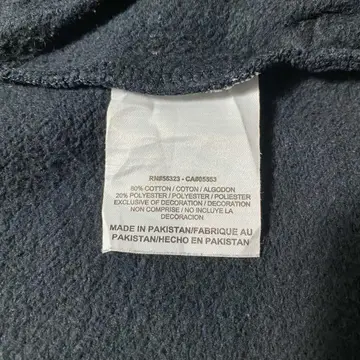 RN#55323 - CA#05553
80% COTTON / COTON / ALGODON
20% POLYESTER / POLYESTER / POLIESTER
EXCLUSIVE OF DECORATION / DECORATION
NON COMPRISE / NO INCLUYE LA
DECORACION.
MADE IN PAKISTAN/FABRIQUE AU
PAKISTAN/HECHO EN PAKISTAN